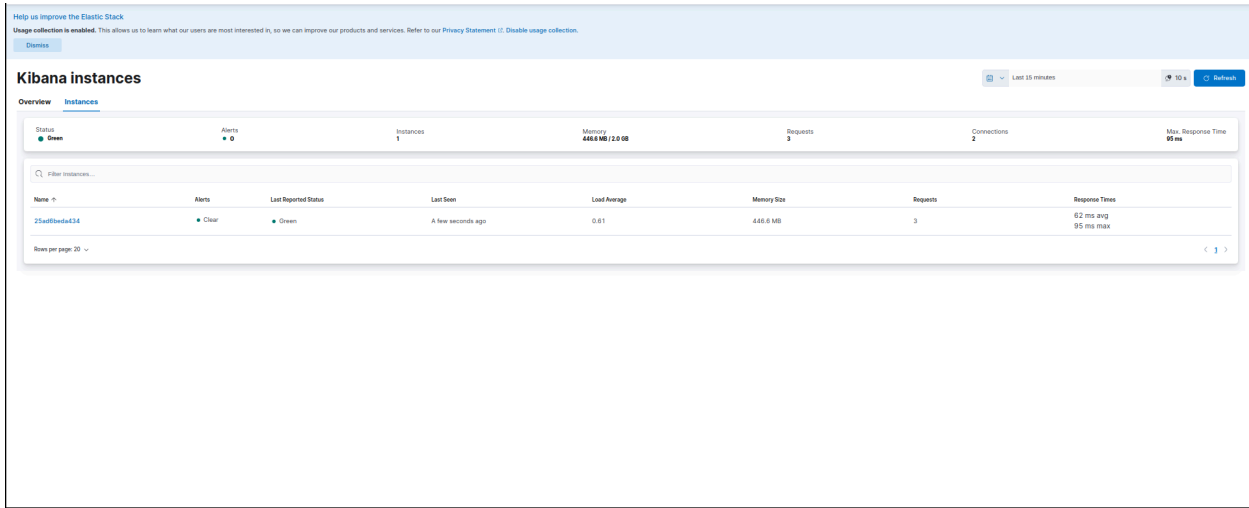 Help us improve the Elastic Stack
Usage collection is enabled. This allows us to learn what our users are most interested in, so we can improve our products and services. Refer to our Privacy Statement. Disable usage collection.
Dismiss
Kibana instances
Last 15 minutes
10 s
Refresh
Overview Instances
Status Alerts Instances Memory Requests Connections Max. Response Time
Green 0 1 446.6 MB / 2.0 GB 3 2 95 ms
Filter Instances...
Name Alerts Last Reported Status Last Seen Load Average Memory Size Requests Response Times
25ad6beda434 Clear Green A few seconds ago 0.61 446.6 MB 3 62 ms avg
95 ms max
Rows per page: 20
1